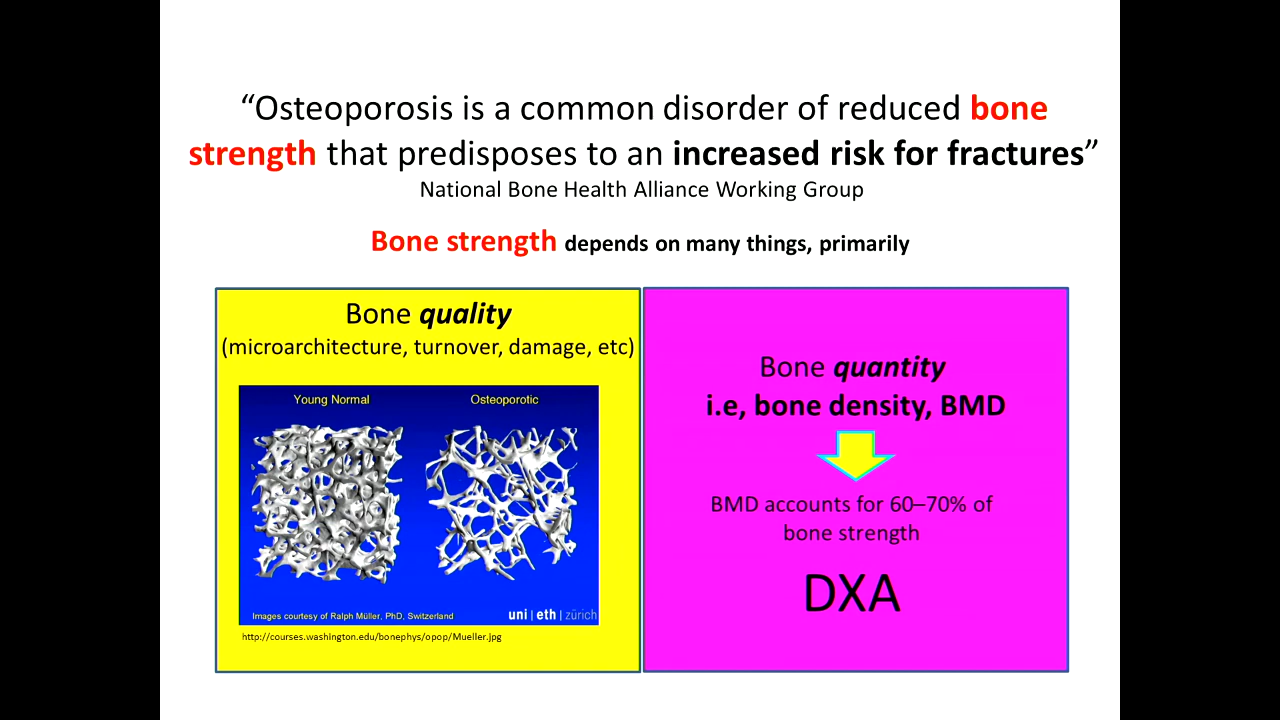 “Osteoporosis is a common disorder of reduced bone
strength that predisposes to an increased risk for fractures”
National Bone Health Alliance Working Group
Bone strength depends on many things, primarily
Bone quality
(microarchitecture, turnover, damage, etc)
Young Normal
Osteoporotic
Images courtesy of Ralph Müller, PhD, Switzerland
uni | eth | zürich
http://courses.washington.edu/bonephys/opop/Mueller.jpg
Bone quantity
i.e, bone density, BMD
BMD accounts for 60–70% of
bone strength
DXA